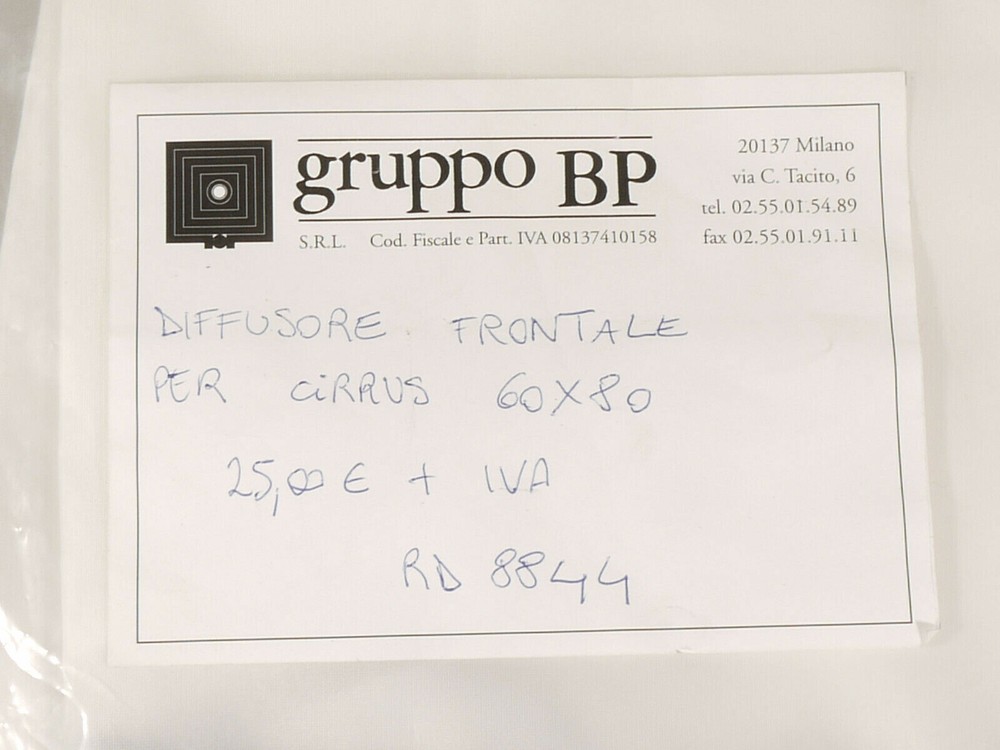 gruppo BP
S.R.L. Cod. Fiscale e Part. IVA 08137410158
20137 Milano
via C. Tacito, 6
tel. 02.55.01.54.89
fax 02.55.01.91.11
DIFFUSORE FRONTALE
PER CiRRUS 60X80
25,00 € + IVA
RD 8844